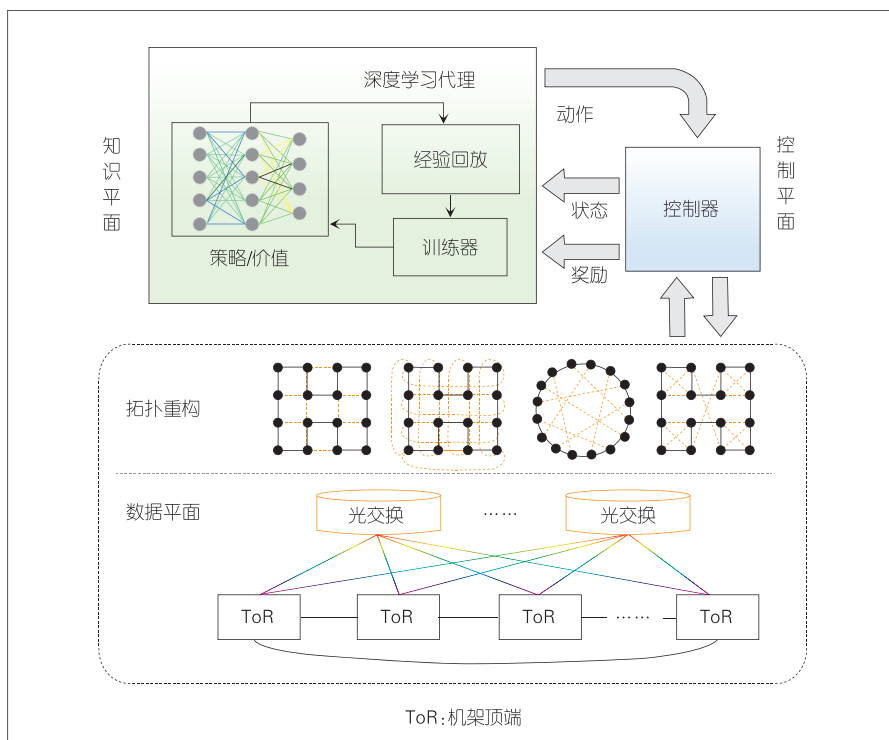 深度学习代理
动作
知识平面
经验回放
控制平面
控制器
状态
训练器
策略/价值
奖励
拓扑重构
数据平面
光交换
……
光交换
ToR
ToR
ToR
……
ToR
ToR：机架顶端